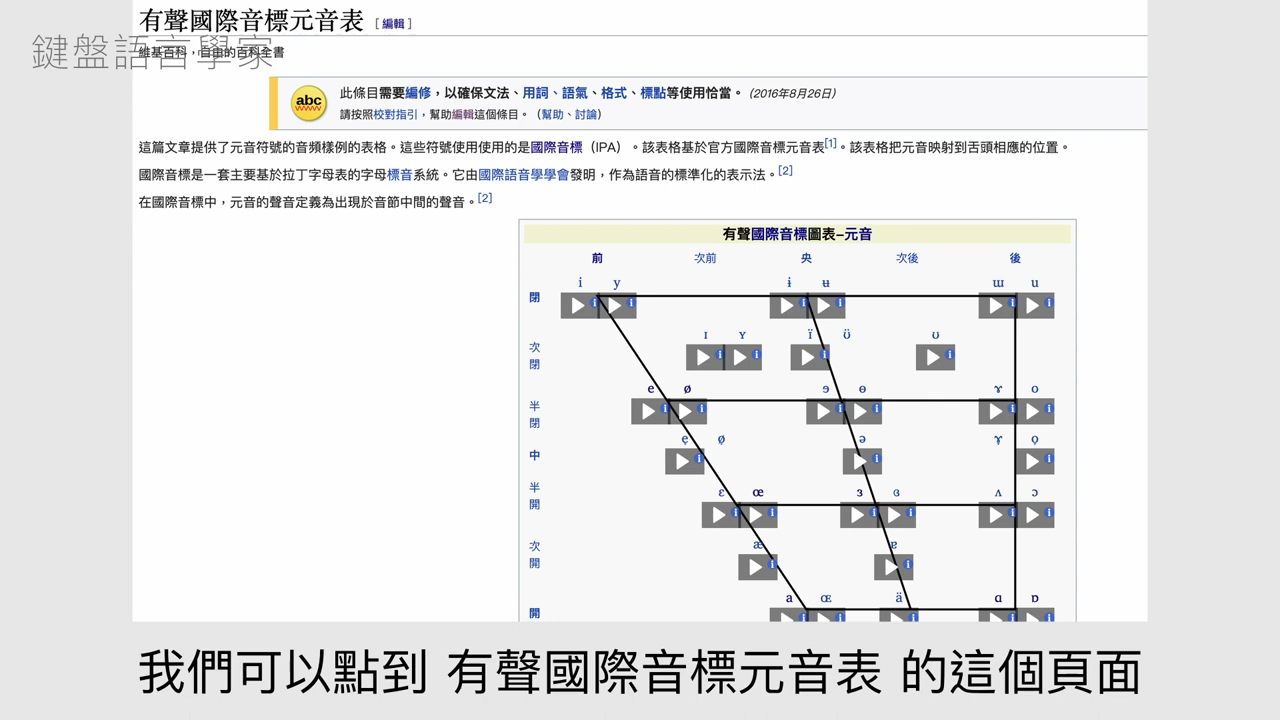 有聲國際音標元音表 [ 編輯 ]
鍵盤語言學家
維基百科，自由的百科全書
abc
此條目需要編修，以確保文法、用詞、語氣、格式、標點等使用恰當。 (2016年8月26日)
請按照校對指引，幫助編輯這個條目。（幫助、討論）
這篇文章提供了元音符號的音頻樣例的表格。這些符號使用使用的是國際音標（IPA）。該表格基於官方國際音標元音表[1]。該表格把元音映射到舌頭相應的位置。
國際音標是一套主要基於拉丁字母表的字母標音系統。它由國際語音學學會發明，作為語音的標準化的表示法。[2]
在國際音標中，元音的聲音定義為出現於音節中間的聲音。[2]
有聲國際音標圖表–元音
前 次前 央 次後 後
閉 i y ɨ ʉ ɯ u
次閉 ɪ ʏ ɪ̈ ʊ̈ ʊ
半閉 e ø ɘ ɵ ɤ o
中 e̞ ø̞ ə ɤ̞ o̞
半開 ɛ œ ɜ ɞ ʌ ɔ
次開 æ ɐ
開 a ɶ ä ɑ ɒ
我們可以點到 有聲國際音標元音表 的這個頁面